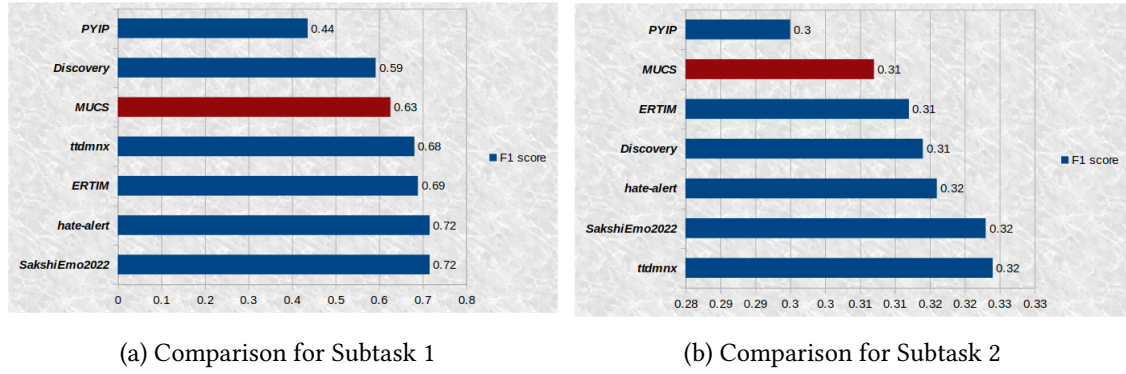 PYIP 0.44
Discovery 0.59
MUCS 0.63
ttdmnx 0.68
ERTIM 0.69
hate-alert 0.72
SakshiEmo2022 0.72
0 0.1 0.2 0.3 0.4 0.5 0.6 0.7 0.8
F1 score
(a) Comparison for Subtask 1
PYIP 0.3
MUCS 0.31
ERTIM 0.31
Discovery 0.31
hate-alert 0.32
SakshiEmo2022 0.32
ttdmnx 0.32
0.28 0.29 0.29 0.3 0.3 0.31 0.31 0.32 0.32 0.33 0.33
F1 score
(b) Comparison for Subtask 2